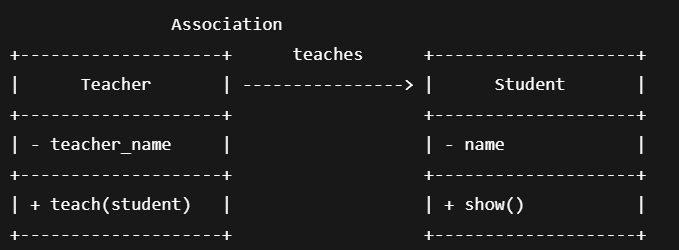 Association
+--------------------+      teaches      +--------------------+
|      Teacher       | ----------------> |      Student       |
+--------------------+                   +--------------------+
| - teacher_name     |                   | - name             |
+--------------------+                   +--------------------+
| + teach(student)   |                   | + show()           |
+--------------------+                   +--------------------+